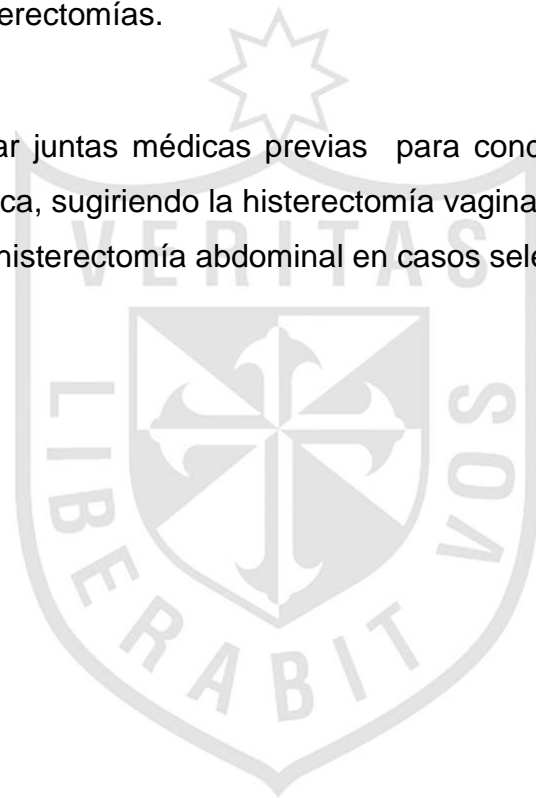 erectomías.
ar juntas médicas previas para conc
ca, sugiriendo la histerectomía vagina
histerectomía abdominal en casos sele
VERITAS
LIBERABIT
VOS